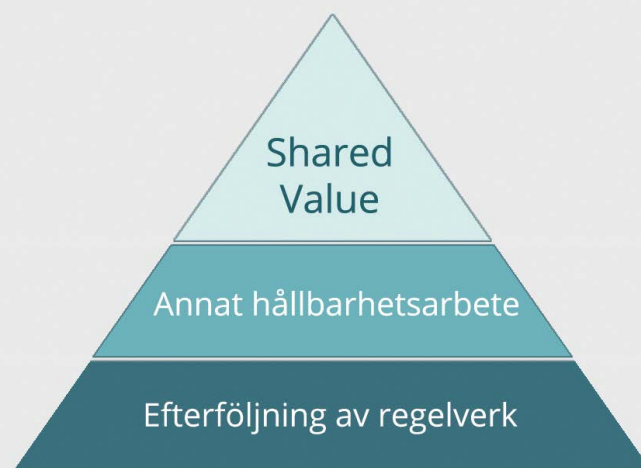 Shared
Value
Annat hållbarhetsarbete
Efterföljning av regelverk